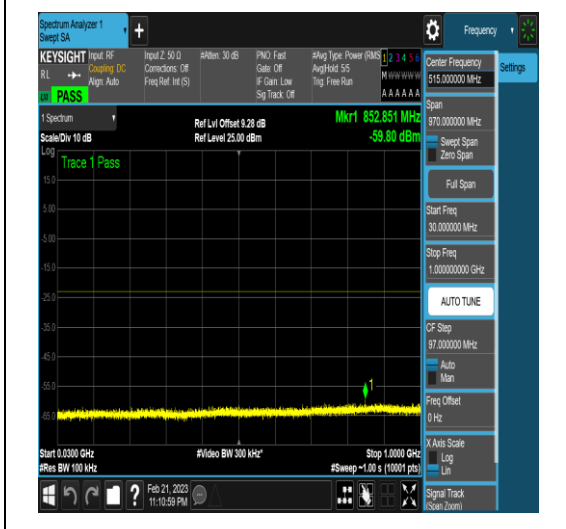 Spectrum Analyzer 1
Swept SA
+
Frequency
KEYSIGHT
RL
PASS
Input: RF
Coupling: DC
Align: Auto
Input Z: 50 Ω
Corrections: Off
Freq Ref: Int (S)
#Atten: 30 dB
PNO: Fast
Gate: Off
IF Gain: Low
Sig Track: Off
#Avg Type: Power (RMS
Avg|Hold: 5/5
Trig: Free Run
1 2 3 4 5 6
M W W W W W
A A A A A A
1 Spectrum
Scale/Div 10 dB
Ref Lvl Offset 9.28 dB
Ref Level 25.00 dBm
Mkr1 852.851 MHz
-59.80 dBm
Log
Trace 1 Pass
15.0
5.00
-5.00
-15.0
-25.0
-35.0
-45.0
-55.0
-65.0
1
Start 0.0300 GHz
#Res BW 100 kHz
#Video BW 300 kHz*
Stop 1.0000 GHz
#Sweep ~1.00 s (10001 pts)
Feb 21, 2023
11:10:59 PM
?
Center Frequency
515.000000 MHz
Settings
Span
970.000000 MHz
Swept Span
Zero Span
Full Span
Start Freq
30.000000 MHz
Stop Freq
1.000000000 GHz
AUTO TUNE
CF Step
97.000000 MHz
Auto
Man
Freq Offset
0 Hz
X Axis Scale
Log
Lin
Signal Track
(Span Zoom)